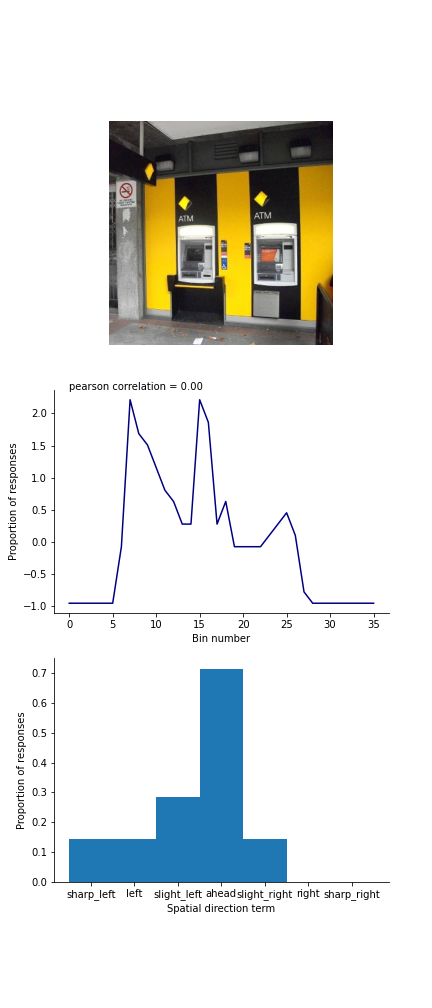 ATM
ATM
pearson correlation = 0.00
Proportion of responses
2.0
1.5
1.0
0.5
0.0
−0.5
−1.0
0 5 10 15 20 25 30 35
Bin number
Proportion of responses
0.7
0.6
0.5
0.4
0.3
0.2
0.1
0.0
sharp_left left slight_left ahead slight_right right sharp_right
Spatial direction term